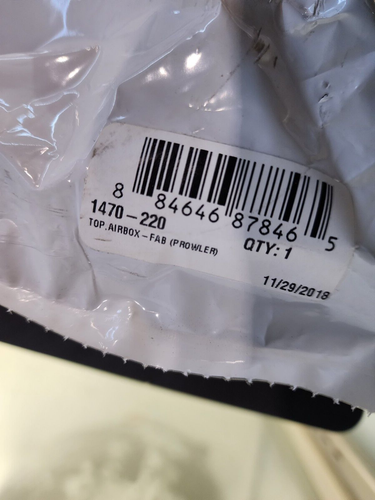 8 84646 87846 5
1470-220
TOP.AIRBOX-FAB (PROWLER)
QTY: 1
11/29/2018